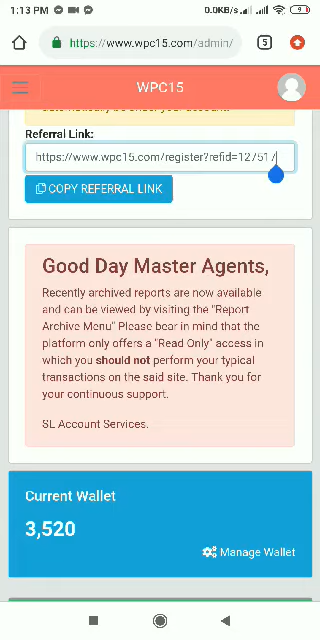 1:13 PM
0.0KB/s
9
https://www.wpc15.com/admin/
5
WPC15
Referral Link:
https://www.wpc15.com/register?refid=127517
COPY REFERRAL LINK
Good Day Master Agents,
Recently archived reports are now available
and can be viewed by visiting the "Report
Archive Menu" Please bear in mind that the
platform only offers a "Read Only" access in
which you should not perform your typical
transactions on the said site. Thank you for
your continuous support.
SL Account Services.
Current Wallet
3,520
Manage Wallet